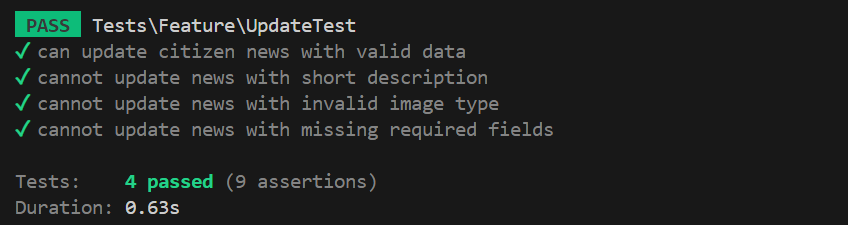 PASS Tests\Feature\UpdateTest
✓ can update citizen news with valid data
✓ cannot update news with short description
✓ cannot update news with invalid image type
✓ cannot update news with missing required fields
Tests: 4 passed (9 assertions)
Duration: 0.63s